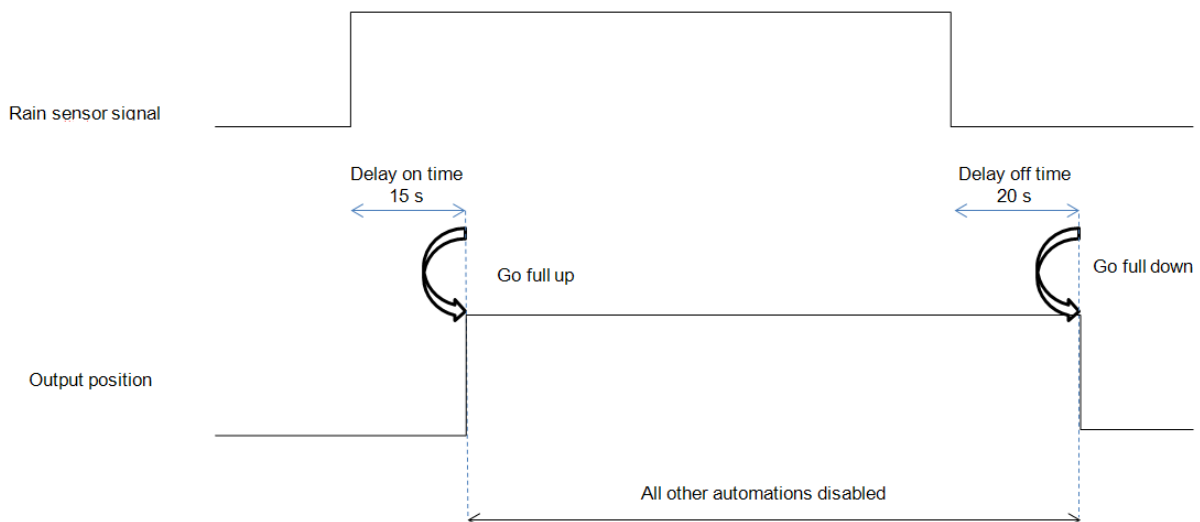 Rain sensor signal
Delay on time
15 s
Delay off time
20 s
Go full up
Go full down
Output position
All other automations disabled